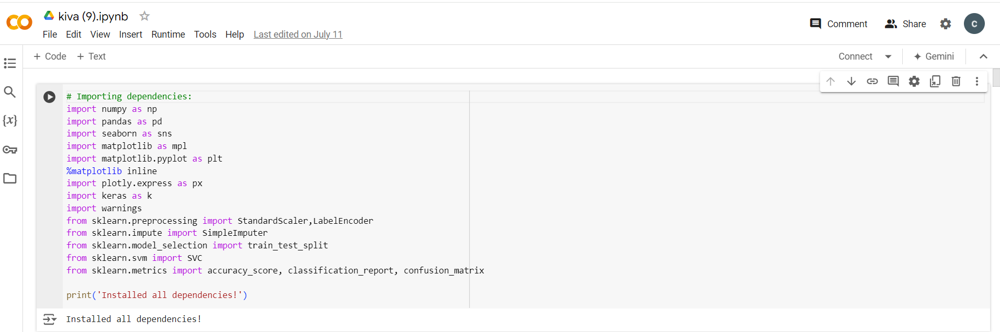 kiva (9).ipynb
File Edit View Insert Runtime Tools Help Last edited on July 11
Comment Share C
+ Code + Text
Connect Gemini
{x}
# Importing dependencies:
import numpy as np
import pandas as pd
import seaborn as sns
import matplotlib as mpl
import matplotlib.pyplot as plt
%matplotlib inline
import plotly.express as px
import keras as k
import warnings
from sklearn.preprocessing import StandardScaler,LabelEncoder
from sklearn.impute import SimpleImputer
from sklearn.model_selection import train_test_split
from sklearn.svm import SVC
from sklearn.metrics import accuracy_score, classification_report, confusion_matrix
print('Installed all dependencies!')
Installed all dependencies!